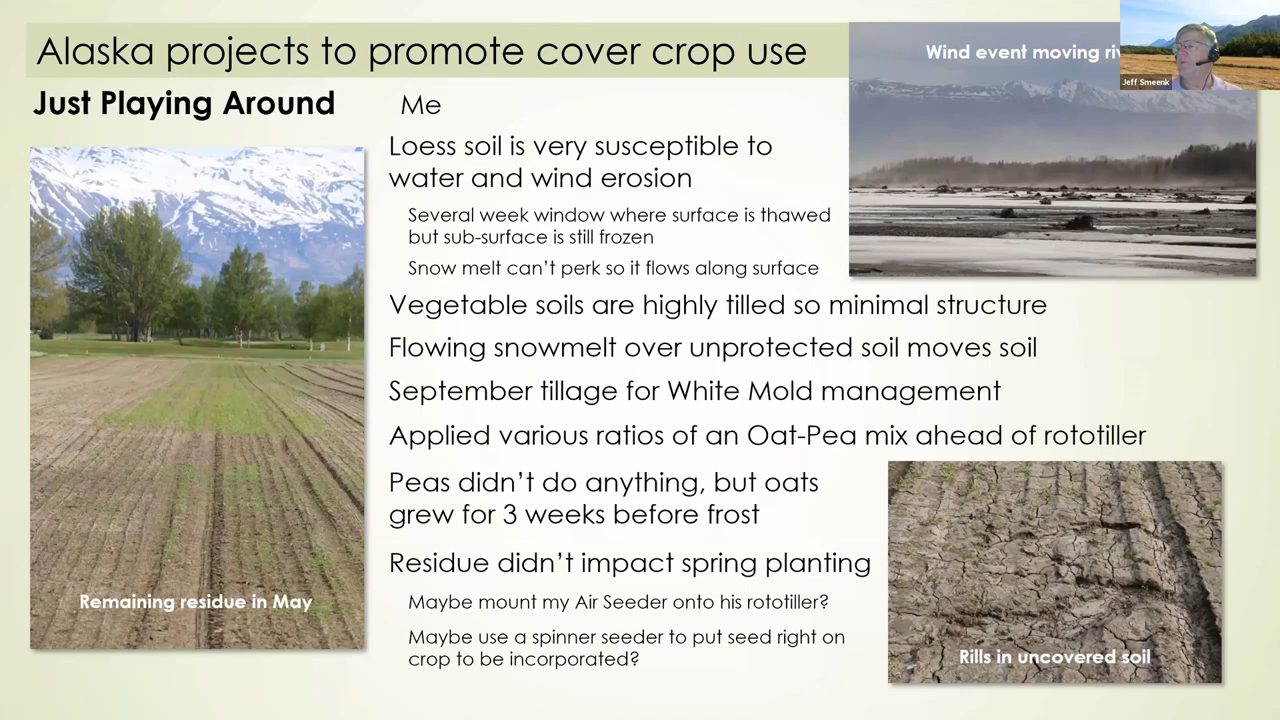 Alaska projects to promote cover crop use
Wind event moving
Jeff Smeenk
Just Playing Around
Me
Loess soil is very susceptible to
water and wind erosion
Several week window where surface is thawed
but sub-surface is still frozen
Snow melt can't perk so it flows along surface
Vegetable soils are highly tilled so minimal structure
Flowing snowmelt over unprotected soil moves soil
September tillage for White Mold management
Applied various ratios of an Oat-Pea mix ahead of rototiller
Peas didn't do anything, but oats
grew for 3 weeks before frost
Residue didn't impact spring planting
Maybe mount my Air Seeder onto his rototiller?
Maybe use a spinner seeder to put seed right on
crop to be incorporated?
Remaining residue in May
Rills in uncovered soil